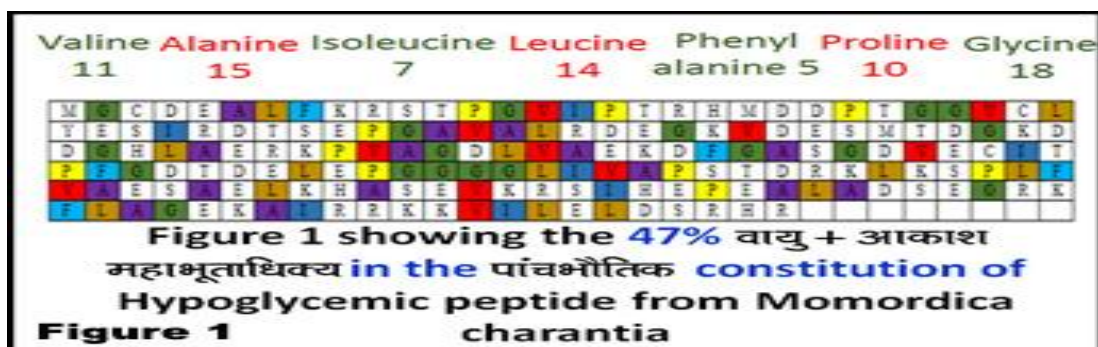 Valine Alanine Isoleucine Leucine Phenyl Proline Glycine
11 15 7 14 alanine 5 10 18
M G C D E A L F K R S T P G V I P T R H M D D P T G G V C L
Y E S I R D T S E P G A V A L R D E G K V D E S M T D G K D
D G H L A E R K P V A G D L V A E K D F G A S G D V E C I T
P F G D T D E L E P G G G G L I V A P S T D R K L K S P L F
V A E S A E L K H A S E V K R S I H E P E A L A D S E G R K
F L A G E K A I R R K K V I L E L D S R H R
Figure 1 showing the 47% वायु + आकाश
महाभूताधिक्य in the पांचभौतिक constitution of
Hypoglycemic peptide from Momordica
Figure 1 charantia